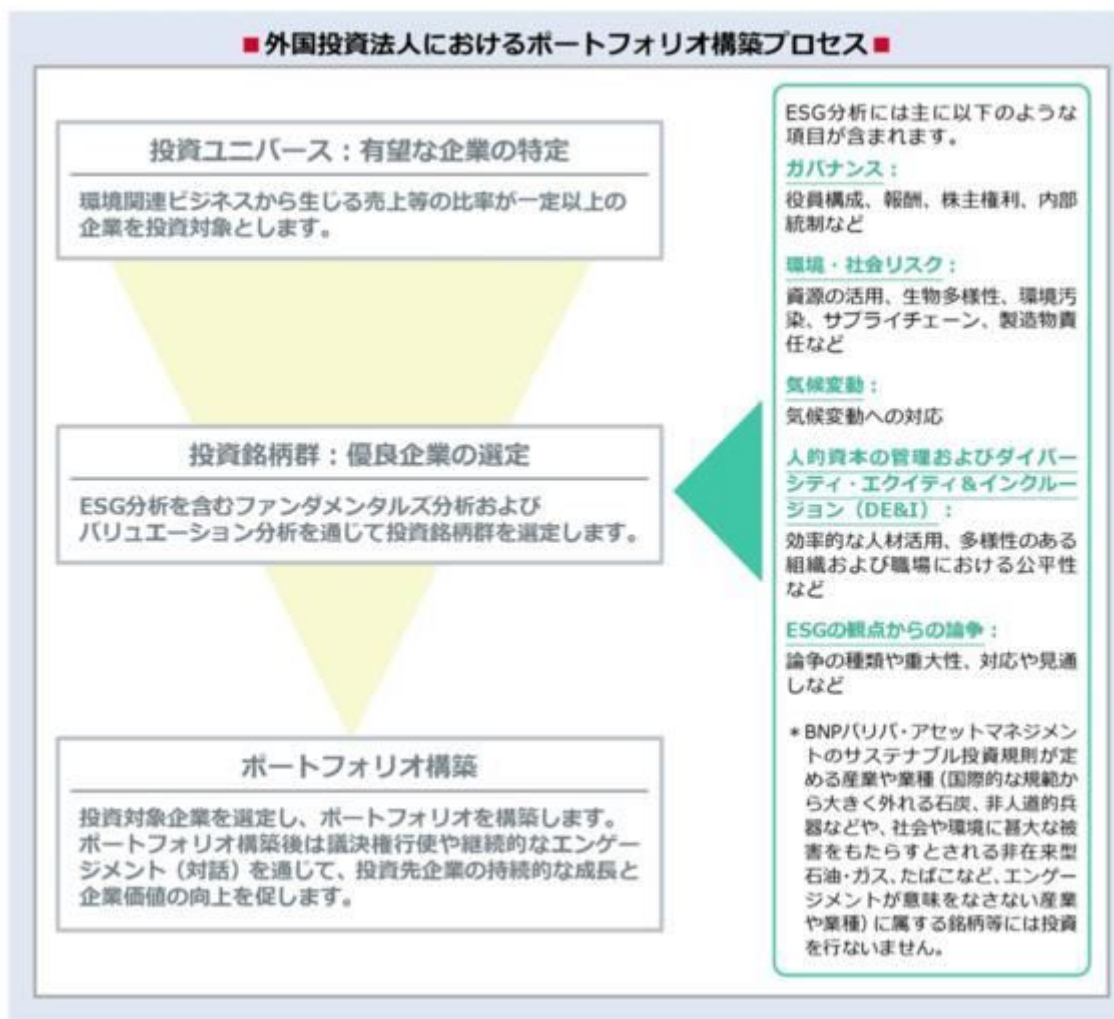 ■外国投資法人におけるポートフォリオ構築プロセス■
投資ユニバース：有望な企業の特定
環境関連ビジネスから生じる売上等の比率が一定以上の
企業を投資対象とします。
投資銘柄群：優良企業の選定
ESG分析を含むファンダメンタルズ分析および
バリュエーション分析を通じて投資銘柄群を選定します。
ポートフォリオ構築
投資対象企業を選定し、ポートフォリオを構築します。
ポートフォリオ構築後は議決権行使や継続的なエンゲー
ジメント（対話）を通じて、投資先企業の持続的な成長と
企業価値の向上を促します。
ESG分析には主に以下のような
項目が含まれます。
ガバナンス：
役員構成、報酬、株主権利、内部
統制など
環境・社会リスク：
資源の活用、生物多様性、環境汚
染、サプライチェーン、製造物責
任など
気候変動：
気候変動への対応
人的資本の管理およびダイバー
シティ・エクイティ＆インクルー
ジョン（DE&I）：
効率的な人材活用、多様性のある
組織および職場における公平性
など
ESGの観点からの論争：
論争の種類や重大性、対応や見通
しなど
＊BNPパリバ・アセットマネジメン
トのサステナブル投資規則が定
める産業や業種（国際的な規範か
ら大きく外れる石炭、非人道的兵
器などや、社会や環境に甚大な被
害をもたらすとされる非在来型
石油・ガス、たばこなど、エンゲー
ジメントが意味をなさない産業
や業種）に属する銘柄等には投資
を行ないません。